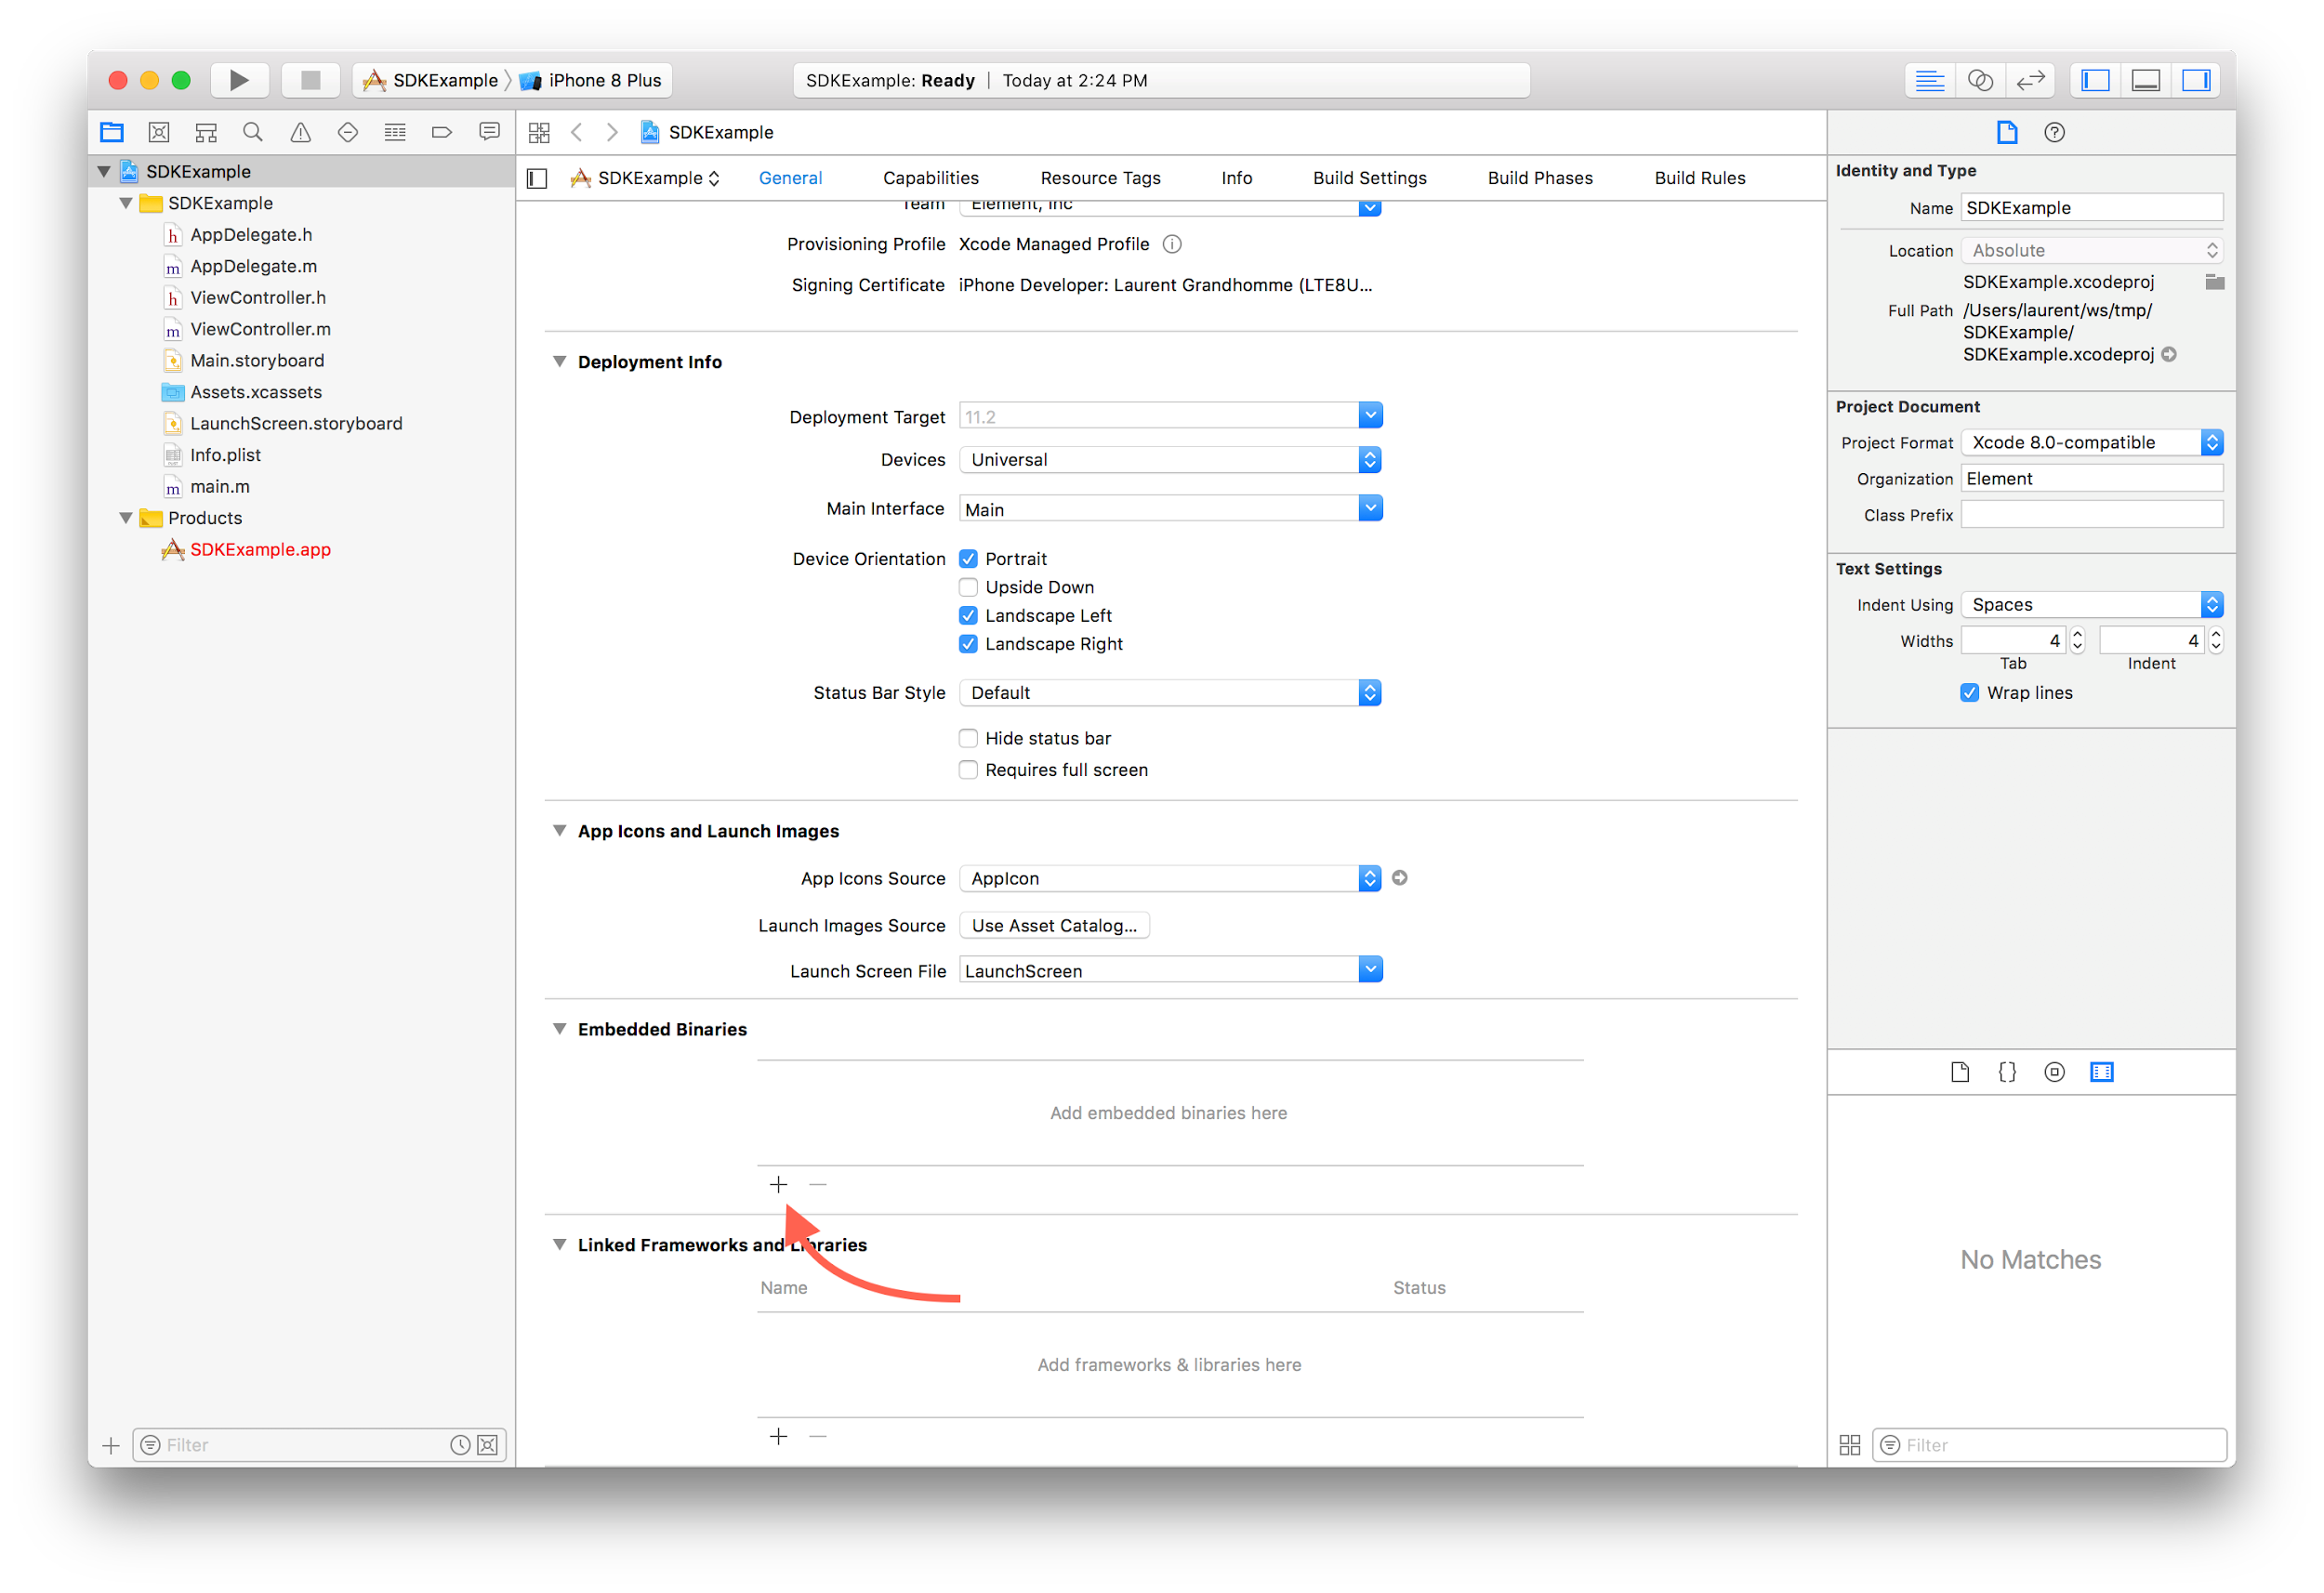 SDKExample
iPhone 8 Plus
SDKExample: Ready | Today at 2:24 PM
SDKExample
SDKExample
SDKExample
AppDelegate.h
AppDelegate.m
ViewController.h
ViewController.m
Main.storyboard
Assets.xcassets
LaunchScreen.storyboard
Info.plist
main.m
Products
SDKExample.app
Filter
SDKExample
General
Capabilities
Resource Tags
Info
Build Settings
Build Phases
Build Rules
Team Element, Inc
Provisioning Profile Xcode Managed Profile
Signing Certificate iPhone Developer: Laurent Grandhomme (LTE8U...
Deployment Info
Deployment Target 11.2
Devices Universal
Main Interface Main
Device Orientation Portrait
Upside Down
Landscape Left
Landscape Right
Status Bar Style Default
Hide status bar
Requires full screen
App Icons and Launch Images
App Icons Source AppIcon
Launch Images Source Use Asset Catalog...
Launch Screen File LaunchScreen
Embedded Binaries
Add embedded binaries here
Linked Frameworks and Libraries
Name Status
Add frameworks & libraries here
Identity and Type
Name SDKExample
Location Absolute
SDKExample.xcodeproj
Full Path /Users/laurent/ws/tmp/
SDKExample/
SDKExample.xcodeproj
Project Document
Project Format Xcode 8.0-compatible
Organization Element
Class Prefix
Text Settings
Indent Using Spaces
Widths 4 4
Tab Indent
Wrap lines
No Matches
Filter